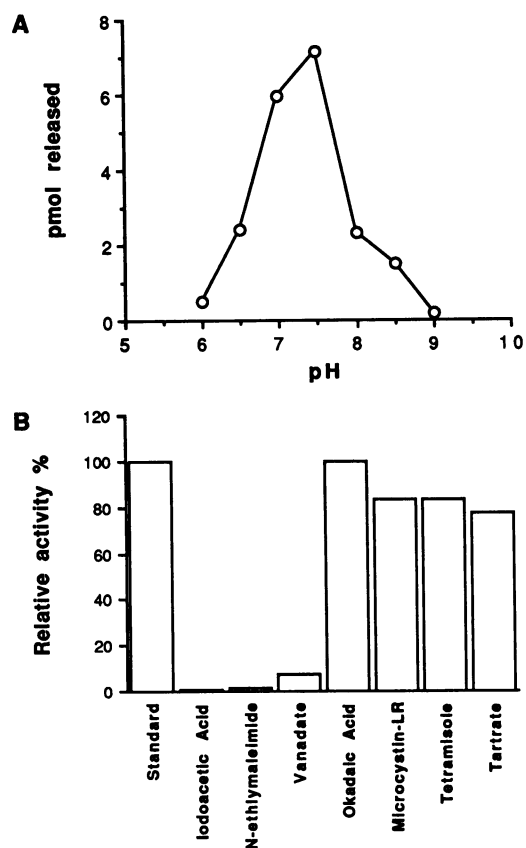 A
8
6
4
2
0
pmol released
5 6 7 8 9 10
pH
B
120
100
80
60
40
20
0
Relative activity %
Standard
Iodoacetic Acid
N-ethlymaleimide
Vanadate
Okadaic Acid
Microcystin-LR
Tetramisole
Tartrate